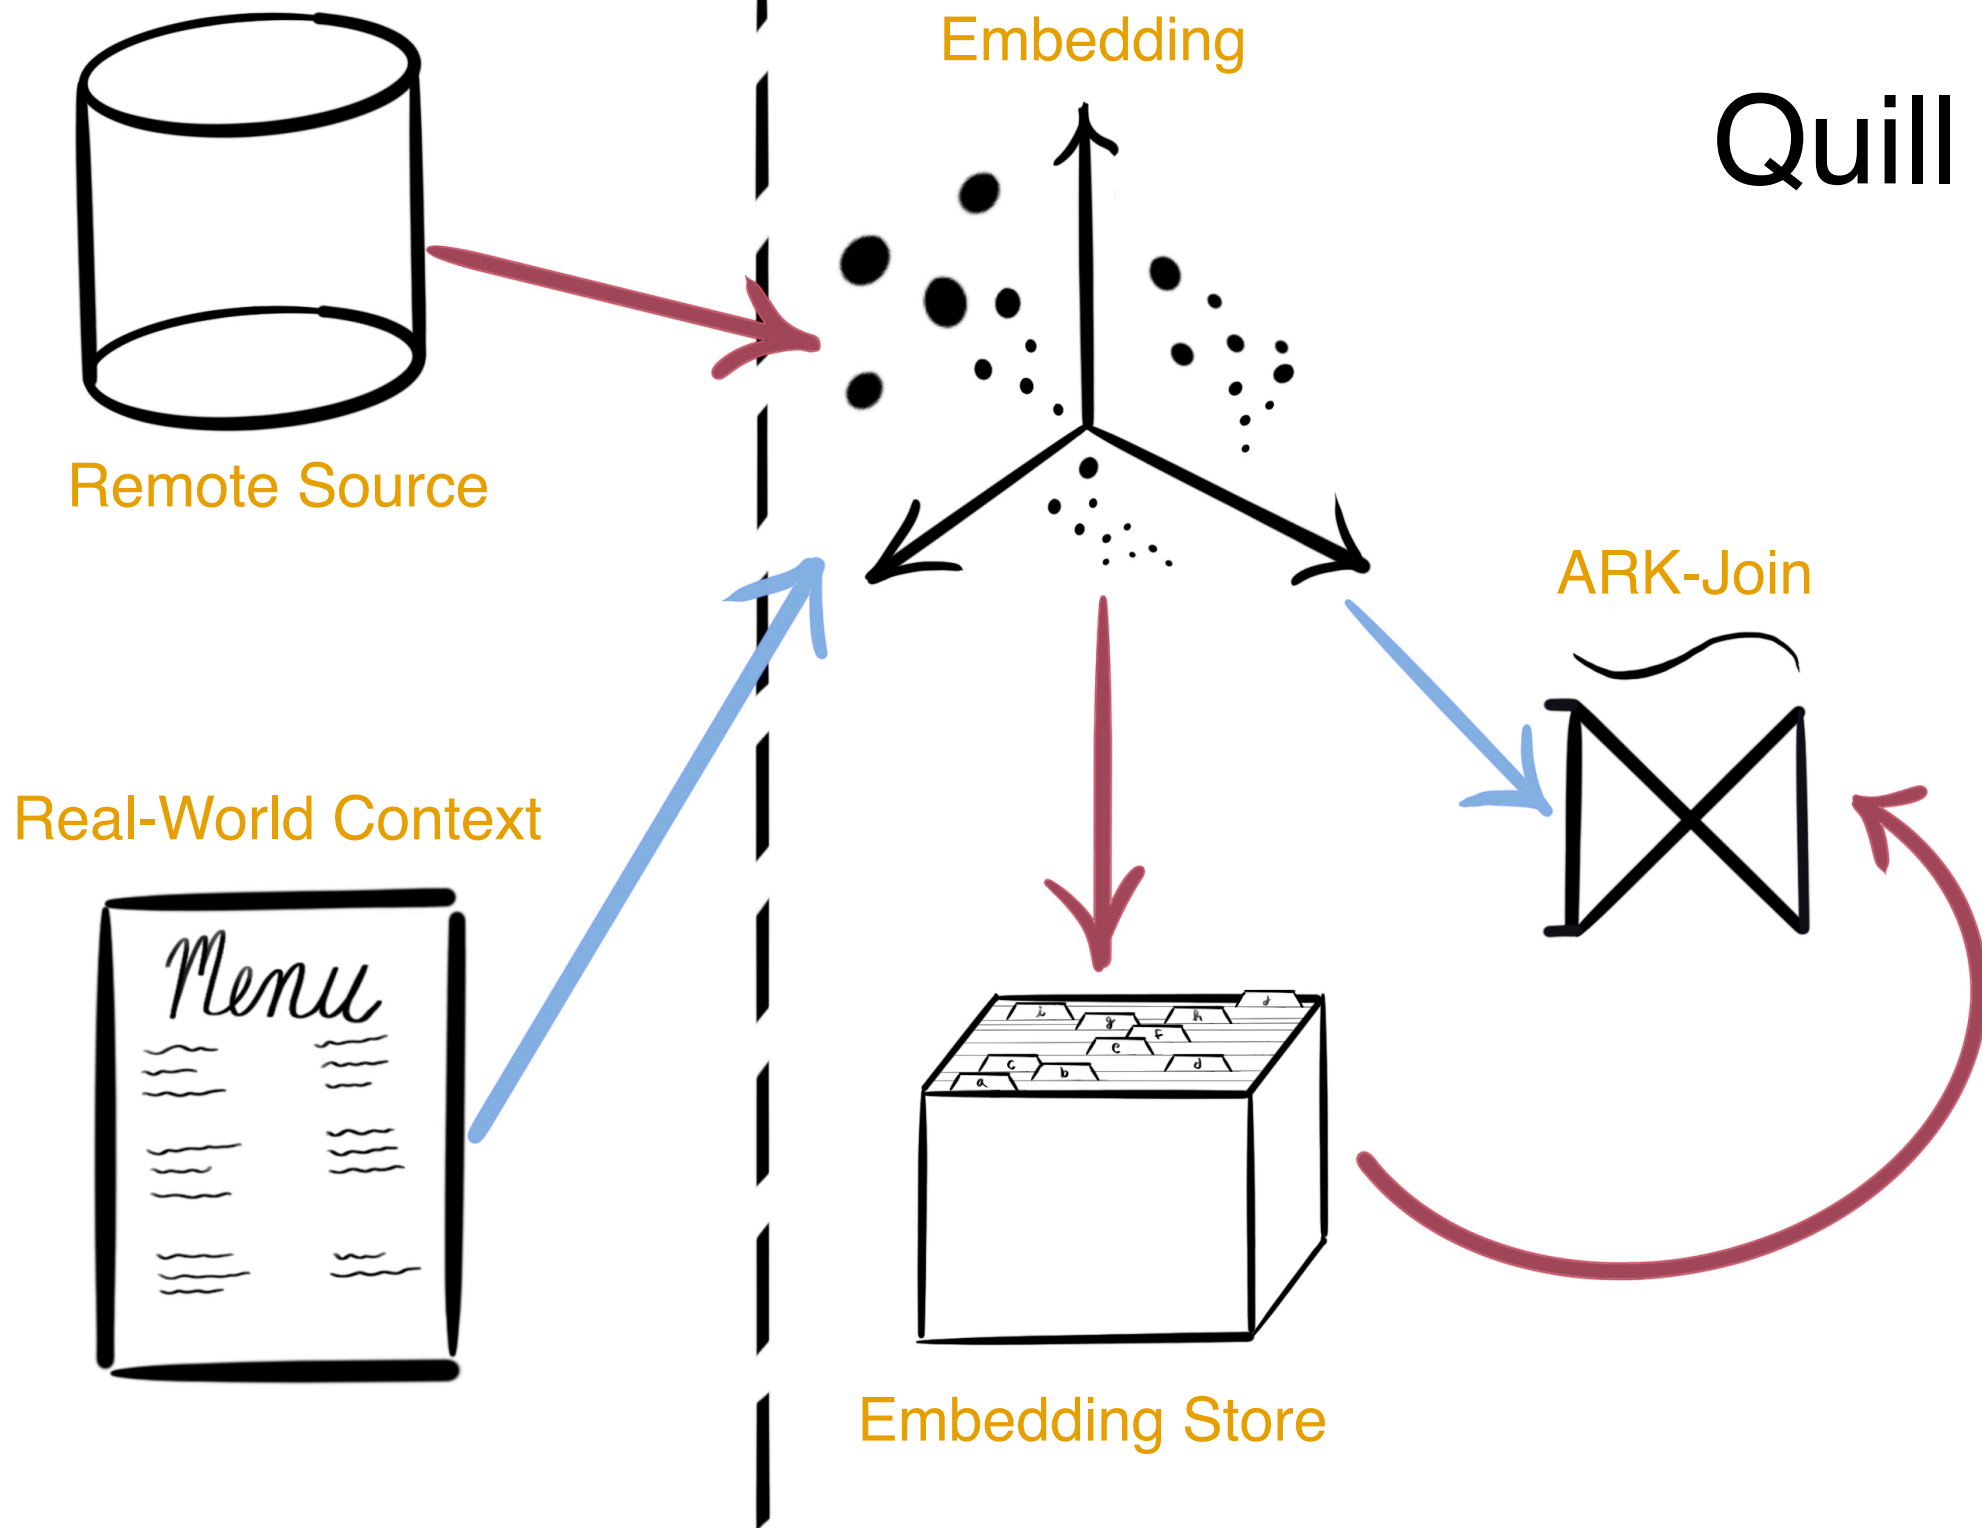 Embedding
Quill
Remote Source
ARK-Join
Real-World Context
Menu
i
g
h
d
f
e
c
b
d
a
Embedding Store